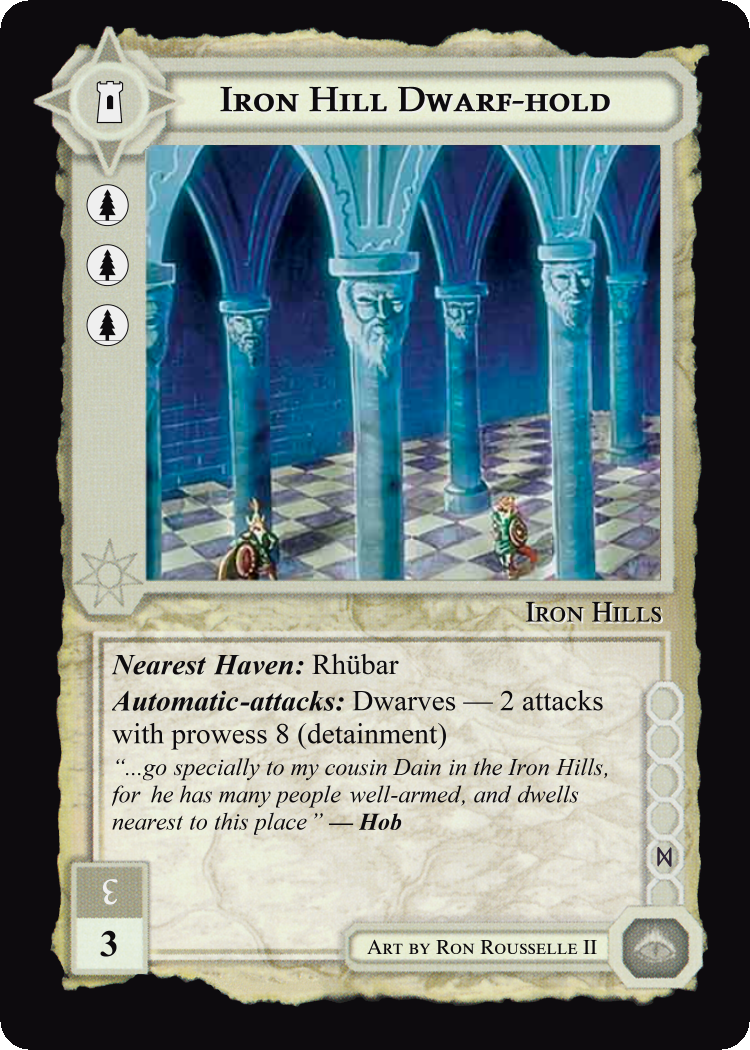 Iron Hill Dwarf-hold
Iron Hills
Nearest Haven: Rhübar
Automatic-attacks: Dwarves — 2 attacks
with prowess 8 (detainment)
“...go specially to my cousin Dain in the Iron Hills,
for he has many people well-armed, and dwells
nearest to this place” — Hob
ᛞ
ε
3
Art by Ron Rousselle II